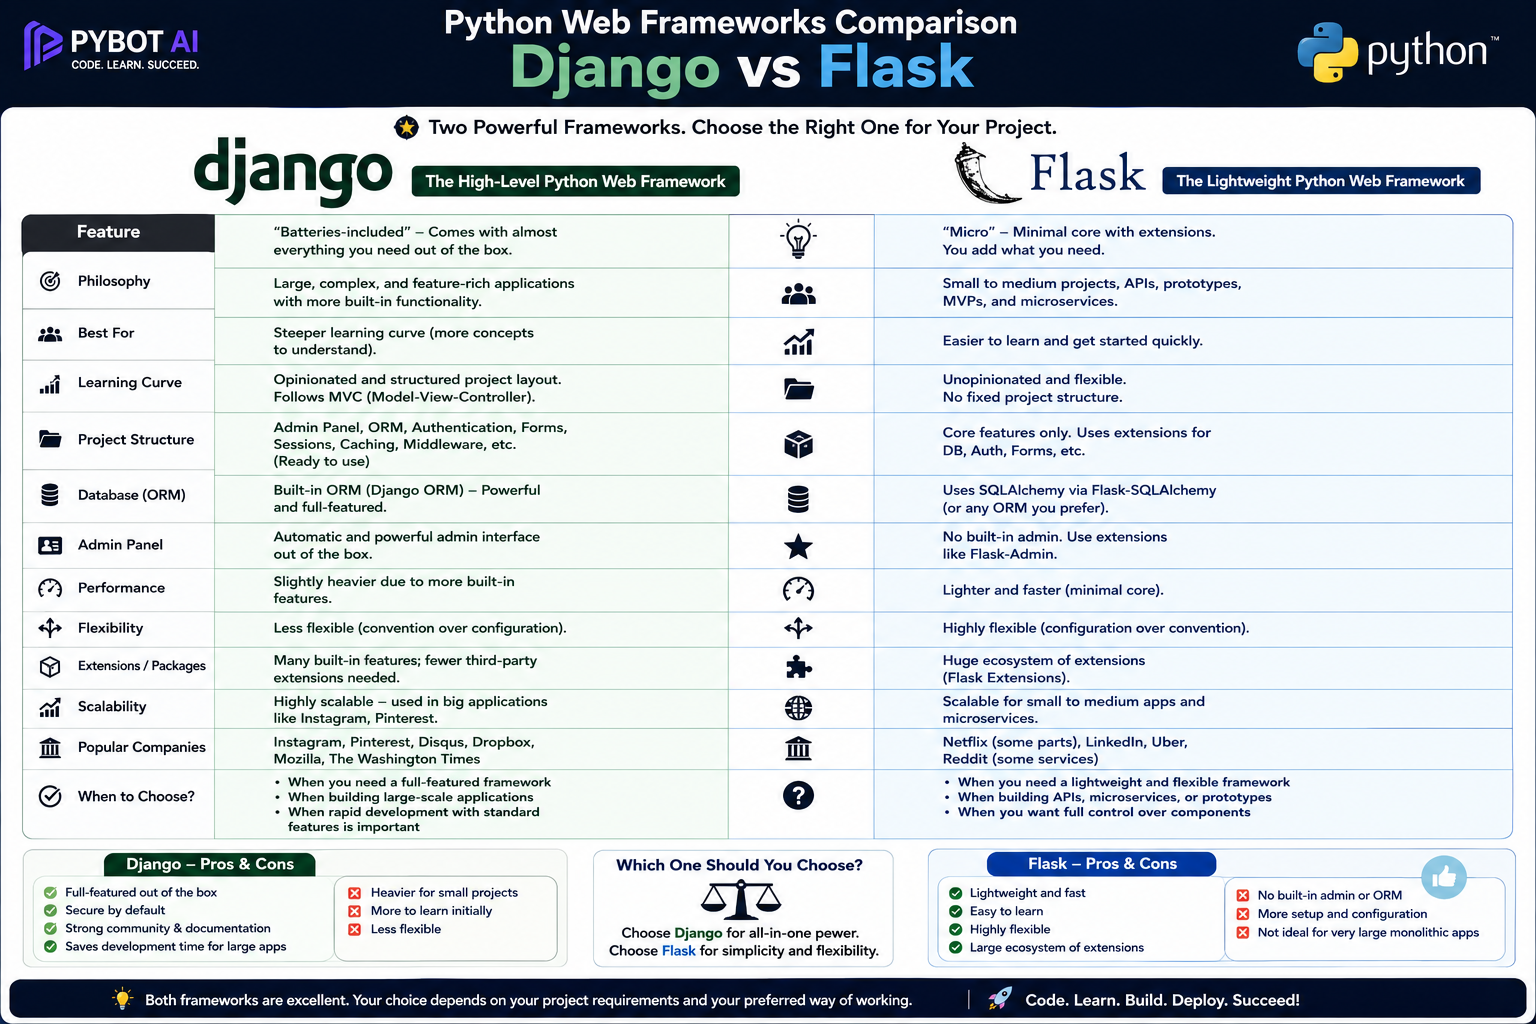 PYBOT AI
CODE. LEARN. SUCCEED.
Python Web Frameworks Comparison
Django vs Flask
python™
Two Powerful Frameworks. Choose the Right One for Your Project.
django
The High-Level Python Web Framework
Flask
The Lightweight Python Web Framework
Feature
“Batteries-included” – Comes with almost
everything you need out of the box.
“Micro” – Minimal core with extensions.
You add what you need.
Philosophy
Large, complex, and feature-rich applications
with more built-in functionality.
Small to medium projects, APIs, prototypes,
MVPs, and microservices.
Best For
Steeper learning curve (more concepts
to understand).
Easier to learn and get started quickly.
Learning Curve
Opinionated and structured project layout.
Follows MVC (Model-View-Controller).
Unopinionated and flexible.
No fixed project structure.
Project Structure
Admin Panel, ORM, Authentication, Forms,
Sessions, Caching, Middleware, etc.
(Ready to use)
Core features only. Uses extensions for
DB, Auth, Forms, etc.
Database (ORM)
Built-in ORM (Django ORM) – Powerful
and full-featured.
Uses SQLAlchemy via Flask-SQLAlchemy
(or any ORM you prefer).
Admin Panel
Automatic and powerful admin interface
out of the box.
No built-in admin. Use extensions
like Flask-Admin.
Performance
Slightly heavier due to more built-in
features.
Lighter and faster (minimal core).
Flexibility
Less flexible (convention over configuration).
Highly flexible (configuration over convention).
Extensions / Packages
Many built-in features; fewer third-party
extensions needed.
Huge ecosystem of extensions
(Flask Extensions).
Scalability
Highly scalable – used in big applications
like Instagram, Pinterest.
Scalable for small to medium apps and
microservices.
Popular Companies
Instagram, Pinterest, Disqus, Dropbox,
Mozilla, The Washington Times
Netflix (some parts), LinkedIn, Uber,
Reddit (some services)
When to Choose?
• When you need a full-featured framework
• When building large-scale applications
• When rapid development with standard
features is important
?
• When you need a lightweight and flexible framework
• When building APIs, microservices, or prototypes
• When you want full control over components
Django – Pros & Cons
Full-featured out of the box
Secure by default
Strong community & documentation
Saves development time for large apps
Heavier for small projects
More to learn initially
Less flexible
Which One Should You Choose?
Choose Django for all-in-one pewer.
Choose Flask for simplicity and flexibility.
Flask – Pros & Cons
Lightweight and fast
Easy to learn
Highly flexible
Large ecosystem of extensions
No built-in admin or ORM
More setup and configuration
Not ideal for very large monolithic apps
Both frameworks are excellent. Your choice depends on your project requirements and your preferred way of working.
Code. Learn. Build. Deploy. Succeed!